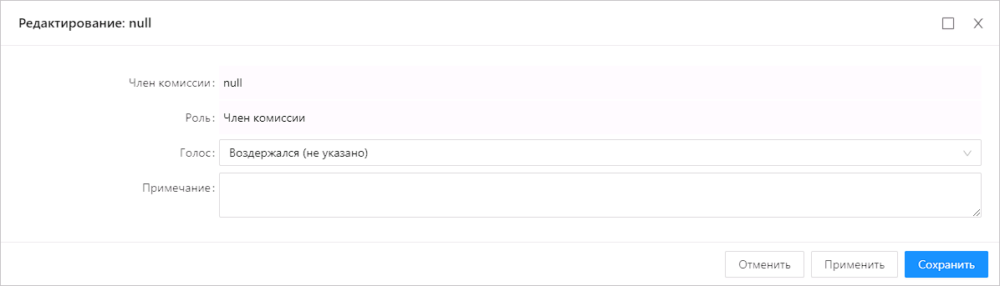 Редактирование: null
Член комиссии: null
Роль: Член комиссии
Голос: Воздержался (не указано)
Примечание:
Отменить Применить Сохранить